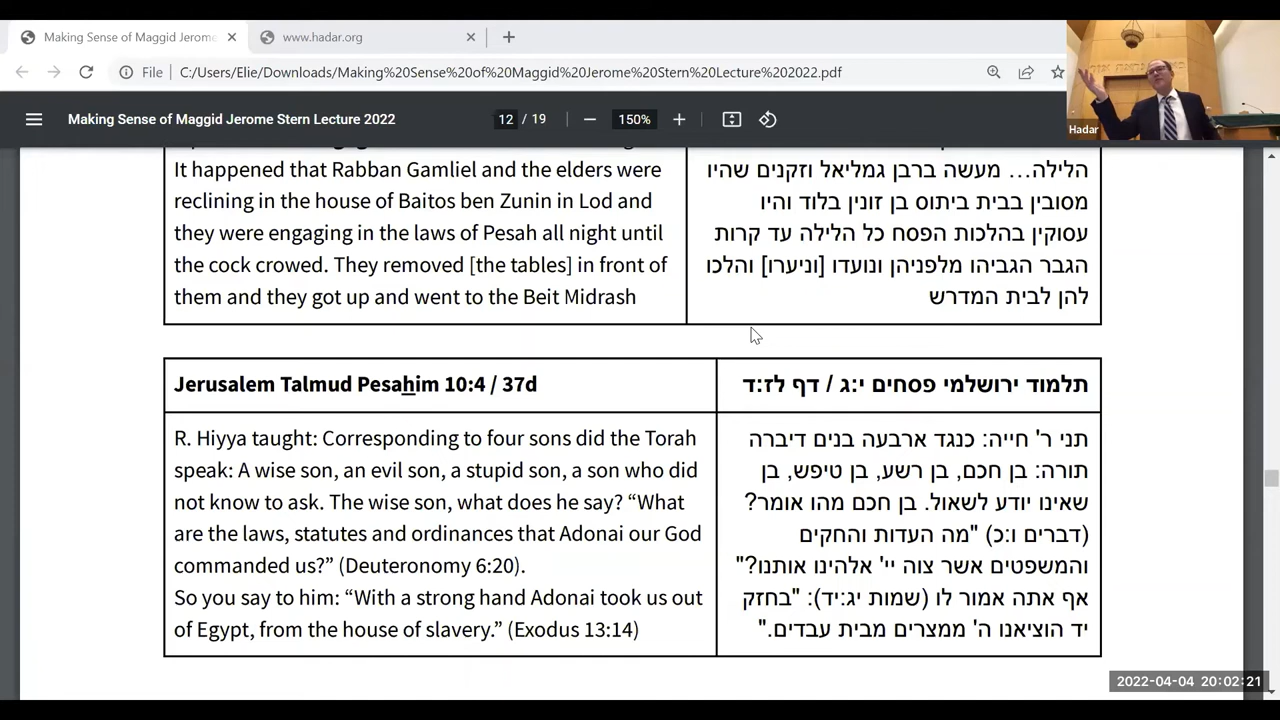 Making Sense of Maggid Jerome
www.hadar.org
File
C:/Users/Elie/Downloads/Making%20Sense%20of%20Maggid%20Jerome%20Stern%20Lecture%202022.pdf
Making Sense of Maggid Jerome Stern Lecture 2022
12 / 19
150%
Hadar
It happened that Rabban Gamliel and the elders were
reclining in the house of Baitos ben Zunin in Lod and
they were engaging in the laws of Pesah all night until
the cock crowed. They removed [the tables] in front of
them and they got up and went to the Beit Midrash
הלילה... מעשה ברבן גמליאל וזקנים שהיו
מסובין בבית ביתוס בן זונין בלוד והיו
עסוקין בהלכות הפסח כל הלילה עד קרות
הגבר הגביהו מלפניהן ונועדו [וניערו] והלכו
להן לבית המדרש
Jerusalem Talmud Pesahim 10:4 / 37d
תלמוד ירושלמי פסחים י:ג / דף לז:ד
R. Hiyya taught: Corresponding to four sons did the Torah
speak: A wise son, an evil son, a stupid son, a son who did
not know to ask. The wise son, what does he say? “What
are the laws, statutes and ordinances that Adonai our God
commanded us?” (Deuteronomy 6:20).
So you say to him: “With a strong hand Adonai took us out
of Egypt, from the house of slavery.” (Exodus 13:14)
תני ר' חייה: כנגד ארבעה בנים דיברה
תורה: בן חכם, בן רשע, בן טיפש, בן
שאינו יודע לשאול. בן חכם מהו אומר?
(דברים ו:כ) "מה העדות והחקים
והמשפטים אשר צוה יי' אלהינו אותנו?"
אף אתה אמור לו (שמות יג:יד): "בחזק
יד הוציאנו ה' ממצרים מבית עבדים."
2022-04-04 20:02:21